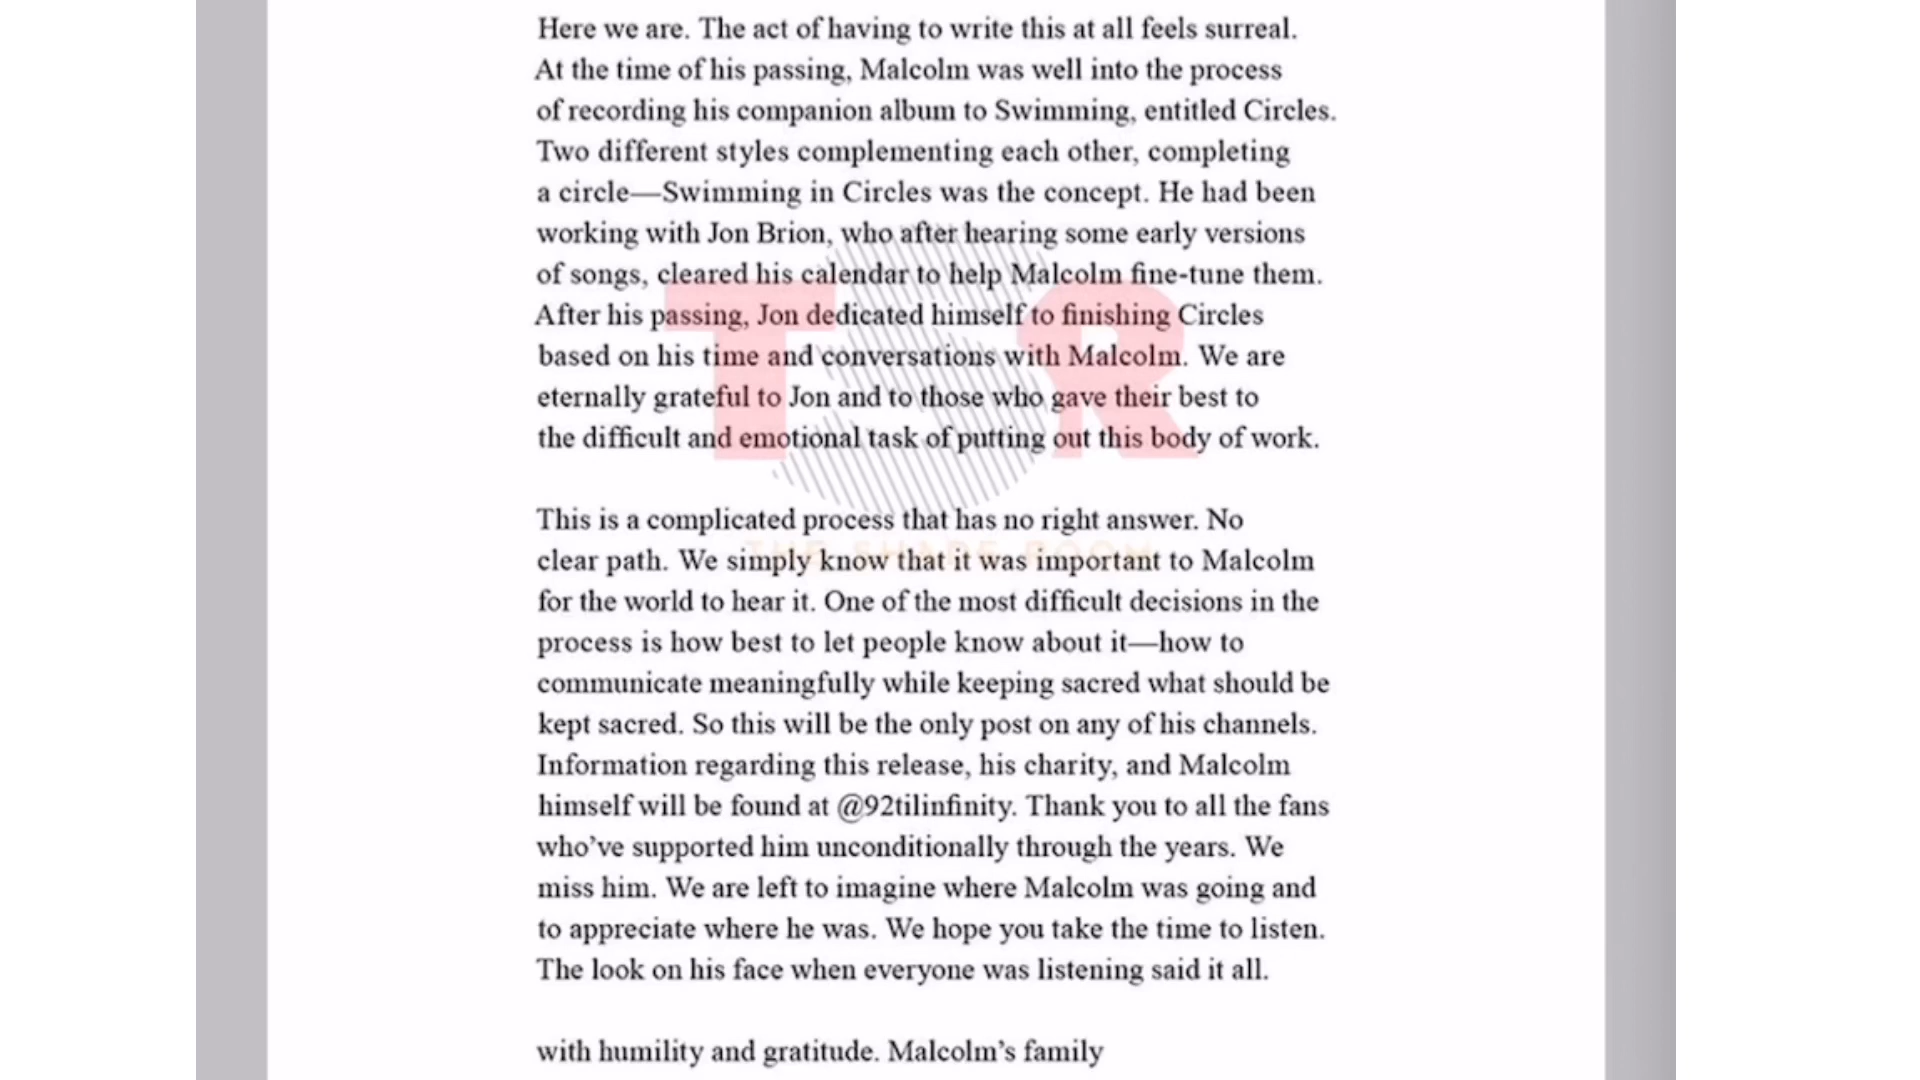 Here we are. The act of having to write this at all feels surreal.
At the time of his passing, Malcolm was well into the process
of recording his companion album to Swimming, entitled Circles.
Two different styles complementing each other, completing
a circle—Swimming in Circles was the concept. He had been
working with Jon Brion, who after hearing some early versions
of songs, cleared his calendar to help Malcolm fine-tune them.
After his passing, Jon dedicated himself to finishing Circles
based on his time and conversations with Malcolm. We are
eternally grateful to Jon and to those who gave their best to
the difficult and emotional task of putting out this body of work.
TSR
This is a complicated process that has no right answer. No
THE SHADE ROOM
clear path. We simply know that it was important to Malcolm
for the world to hear it. One of the most difficult decisions in the
process is how best to let people know about it—how to
communicate meaningfully while keeping sacred what should be
kept sacred. So this will be the only post on any of his channels.
Information regarding this release, his charity, and Malcolm
himself will be found at @92tilinfinity. Thank you to all the fans
who’ve supported him unconditionally through the years. We
miss him. We are left to imagine where Malcolm was going and
to appreciate where he was. We hope you take the time to listen.
The look on his face when everyone was listening said it all.
with humility and gratitude. Malcolm’s family